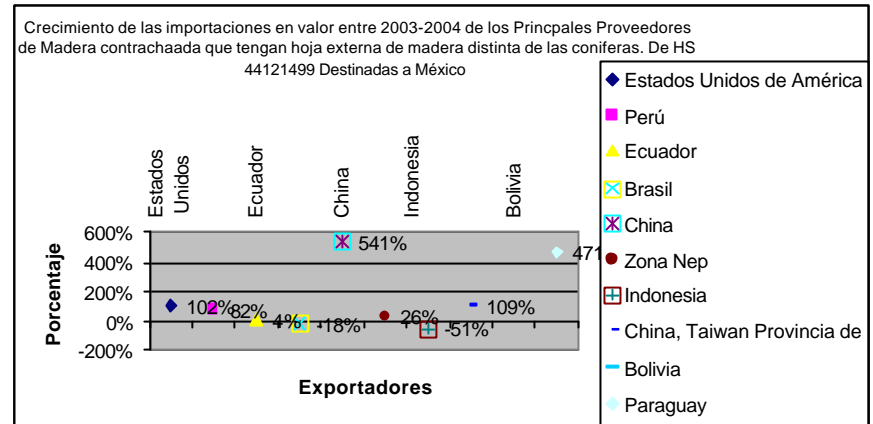 Crecimiento de las importaciones en valor entre 2003-2004 de los Princpales Proveedores
de Madera contrachaada que tengan hoja externa de madera distinta de las coniferas. De HS
44121499 Destinadas a México
Estados
Unidos
Ecuador
China
Indonesia
Bolivia
Porcentaje
600%
400%
200%
0%
-200%
102%
82%
4%
-18%
541%
26%
-51%
109%
471
Exportadores
Estados Unidos de América
Perú
Ecuador
Brasil
China
Zona Nep
Indonesia
China, Taiwan Provincia de
Bolivia
Paraguay